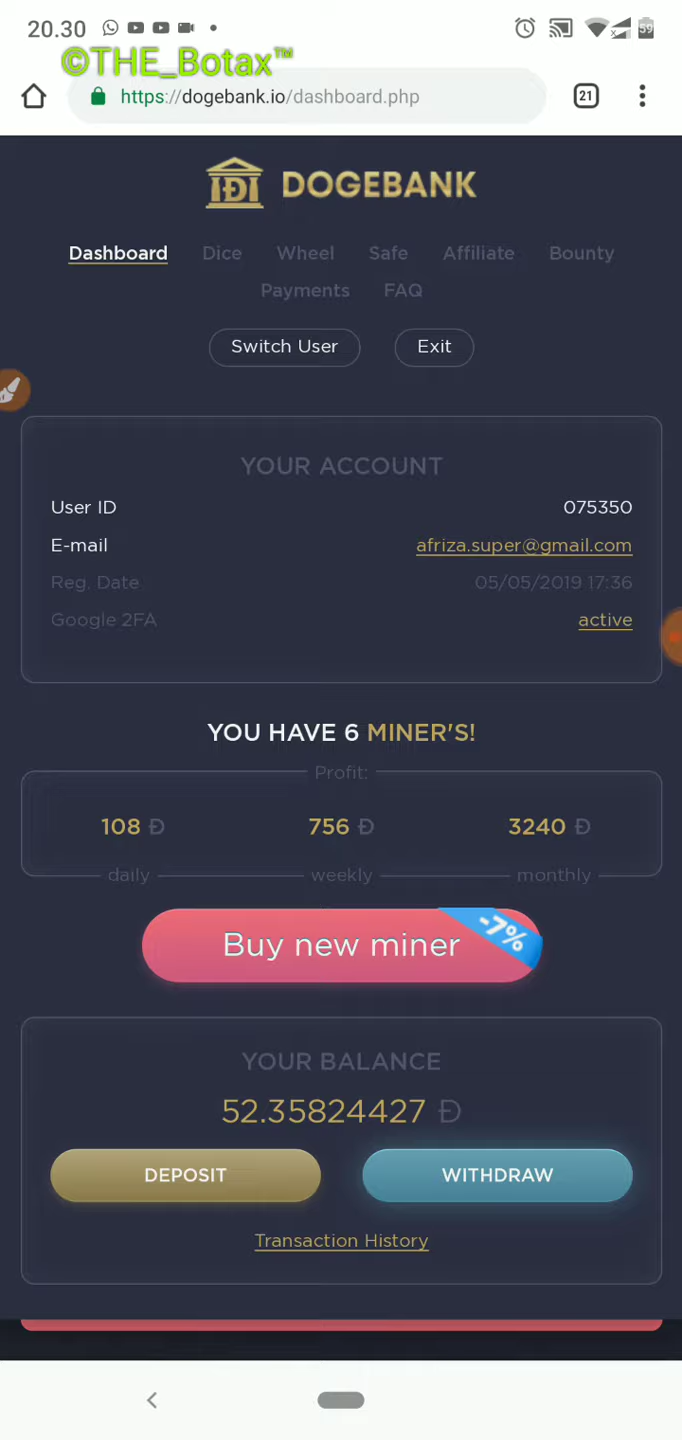 20.30
59
©THE_Botax™
https://dogebank.io/dashboard.php
21
DOGEBANK
Dashboard Dice Wheel Safe Affiliate Bounty
Payments FAQ
Switch User Exit
YOUR ACCOUNT
User ID 075350
E-mail afriza.super@gmail.com
Reg. Date 05/05/2019 17:36
Google 2FA active
YOU HAVE 6 MINER'S!
Profit:
108 Đ 756 Đ 3240 Đ
daily weekly monthly
Buy new miner -7%
YOUR BALANCE
52.35824427 Đ
DEPOSIT WITHDRAW
Transaction History